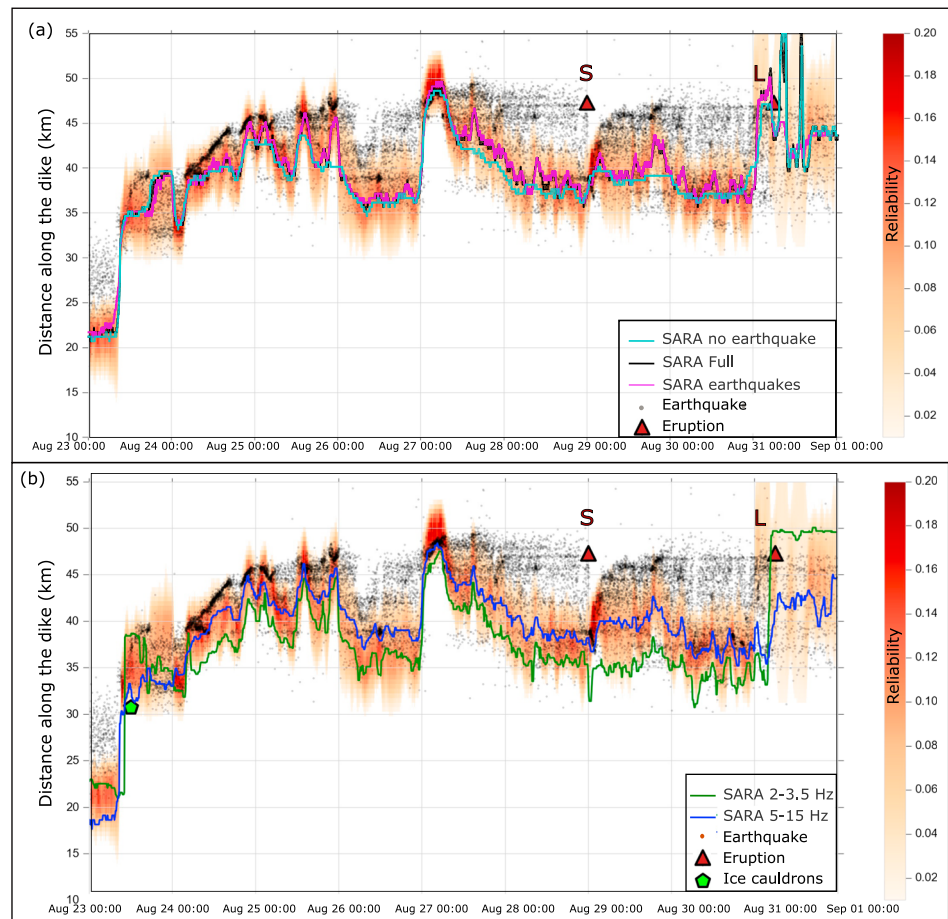 (a)
55
50
45
40
35
30
25
20
15
10
Distance along the dike (km)
S
L
SARA no earthquake
SARA Full
SARA earthquakes
Earthquake
Eruption
Aug 23 00:00 Aug 24 00:00 Aug 25 00:00 Aug 26 00:00 Aug 27 00:00 Aug 28 00:00 Aug 29 00:00 Aug 30 00:00 Aug 31 00:00 Sep 01 00:00
0.20
0.18
0.16
0.14
0.12
0.10
0.08
0.06
0.04
0.02
0.01
Reliability
(b)
55
50
45
40
35
30
25
20
15
11
Distance along the dike (km)
S
L
SARA 2-3.5 Hz
SARA 5-15 Hz
Earthquake
Eruption
Ice cauldrons
Aug 23 00:00 Aug 24 00:00 Aug 25 00:00 Aug 26 00:00 Aug 27 00:00 Aug 28 00:00 Aug 29 00:00 Aug 30 00:00 Aug 31 00:00 Sep 01 00:00
0.20
0.18
0.16
0.14
0.12
0.10
0.08
0.06
0.04
0.02
0.01
Reliability